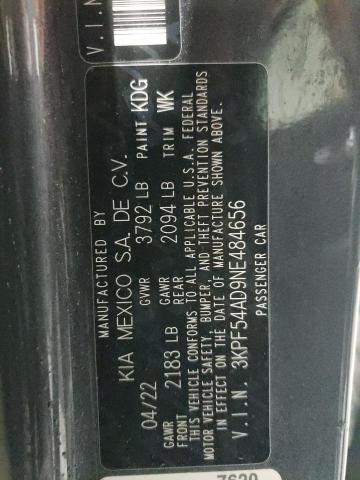 V.I.N
MANUFACTURED BY
KIA MEXICO S.A. DE C.V.
04/22 GVWR 3792 LB PAINT KDG
GAWR FRONT 2183 LB GAWR REAR 2094 LB TRIM WK
THIS VEHICLE CONFORMS TO ALL APPLICABLE U.S.A. FEDERAL
MOTOR VEHICLE SAFETY, BUMPER, AND THEFT PREVENTION STANDARDS
IN EFFECT ON THE DATE OF MANUFACTURE SHOWN ABOVE.
V.I.N. 3KPF54AD9NE484656
PASSENGER CAR